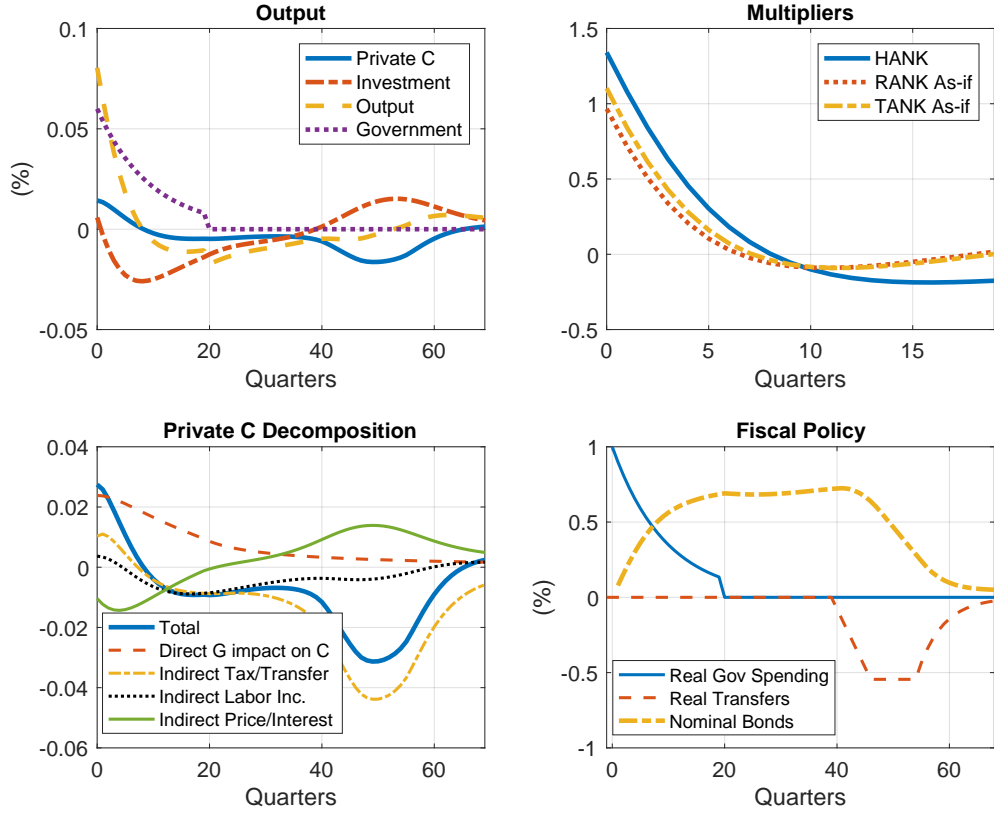 Output
0.1
0.05
0
-0.05
(%)
Private C
Investment
Output
Government
0
20
40
60
Quarters
Multipliers
1.5
1
0.5
0
-0.5
HANK
RANK As-if
TANK As-if
0
5
10
15
Quarters
Private C Decomposition
0.04
0.02
0
-0.02
-0.04
-0.06
Total
Direct G impact on C
Indirect Tax/Transfer
Indirect Labor Inc.
Indirect Price/Interest
0
20
40
60
Quarters
Fiscal Policy
1
0.5
0
-0.5
-1
(%)
Real Gov Spending
Real Transfers
Nominal Bonds
0
20
40
60
Quarters